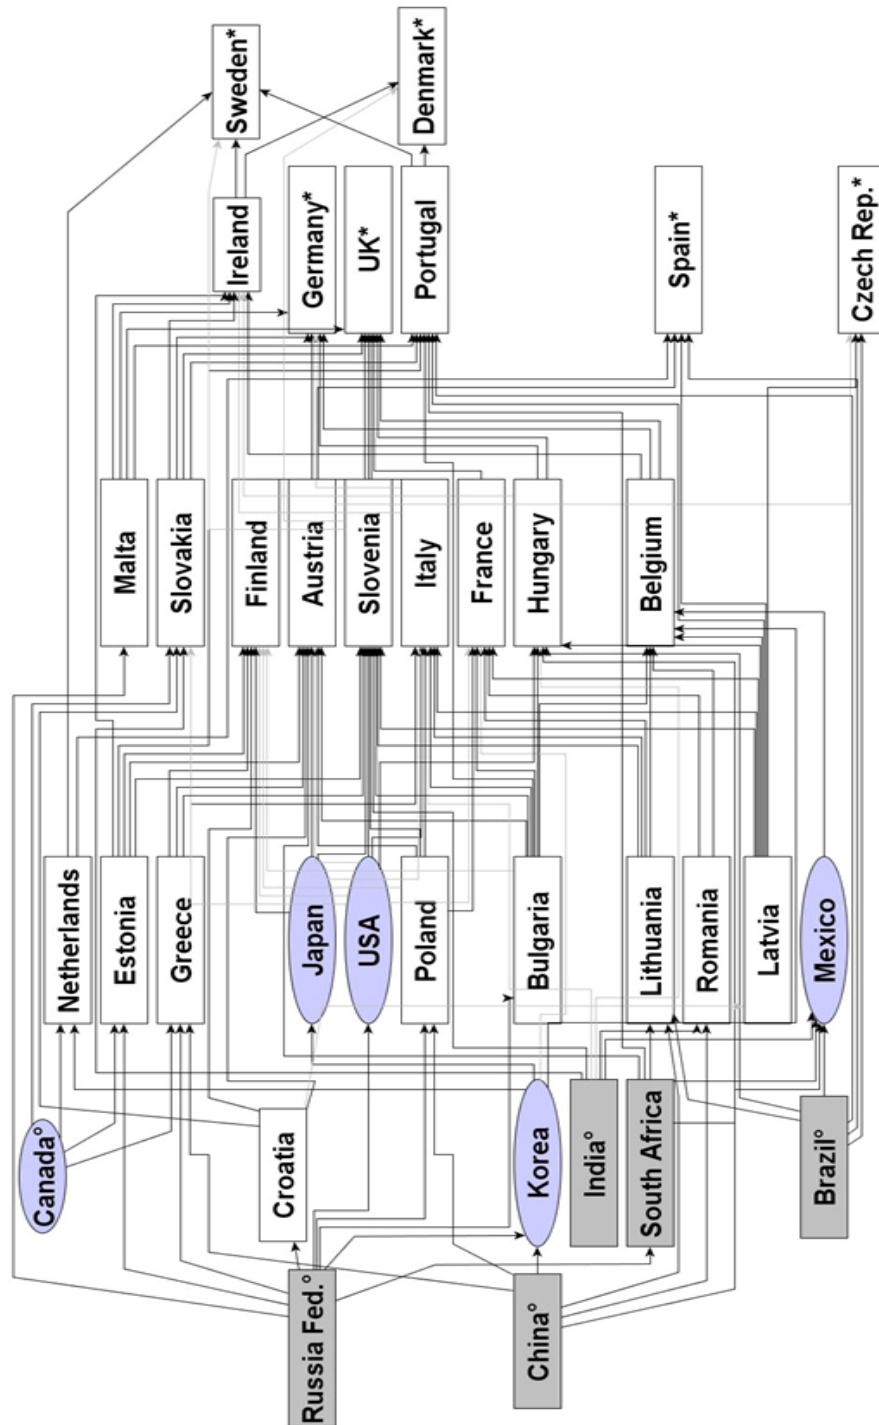 Sweden*
Denmark*
Ireland
Germany*
UK*
Portugal
Spain*
Czech Rep.*
Malta
Slovakia
Finland
Austria
Slovenia
Italy
France
Hungary
Belgium
Netherlands
Estonia
Greece
Japan
USA
Poland
Bulgaria
Lithuania
Romania
Latvia
Mexico
Canada°
Croatia
Korea
India°
South Africa
Brazil°
Russia Fed.°
China°